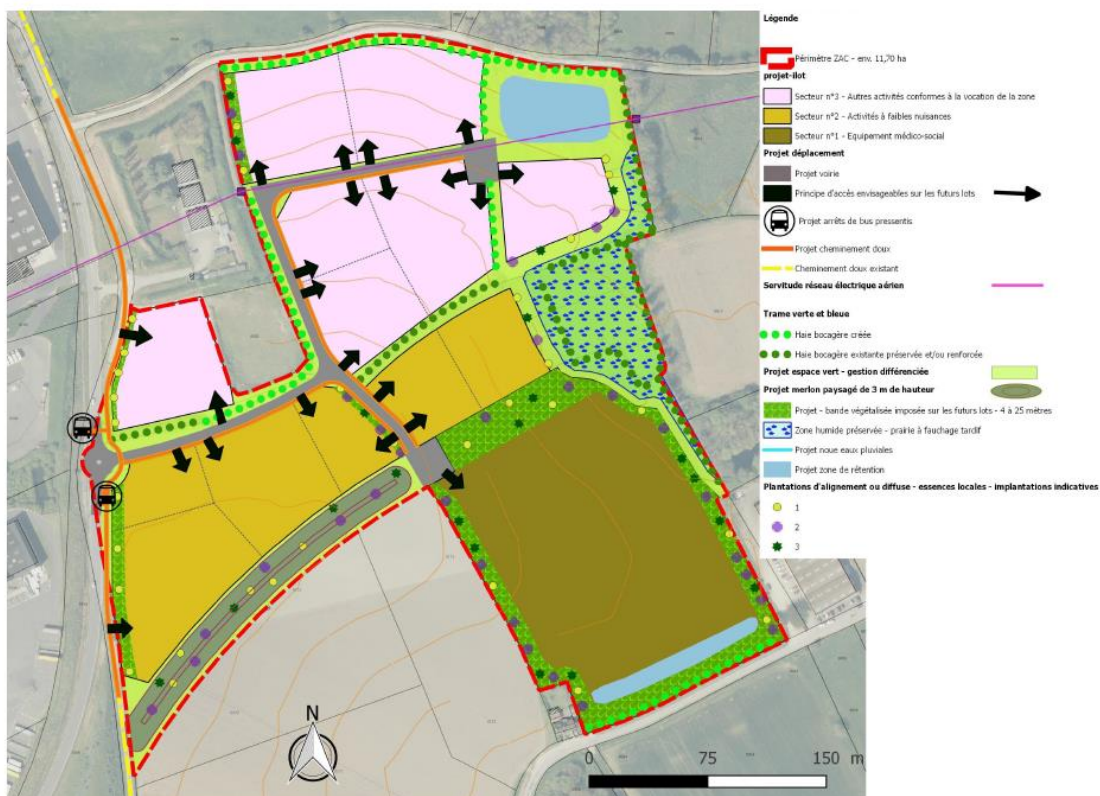 Légende
Périmètre ZAC - env. 11,70 ha
projet-ilot
Secteur n°3 - Autres activités conformes à la vocation de la zone
Secteur n°2 - Activités à faibles nuisances
Secteur n°1 - Equipement médico-social
Projet déplacement
Projet voirie
Principe d'accès envisageables sur les futurs lots
Projet arrêts de bus pressentis
Projet cheminement doux
Cheminement doux existant
Servitude réseau électrique aérien
Trame verte et bleue
Haie bocagère créée
Haie bocagère existante préservée et/ou renforcée
Projet espace vert - gestion différenciée
Projet merlon paysagé de 3 m de hauteur
Projet - bande végétalisée imposée sur les futurs lots - 4 à 25 mètres
Zone humide préservée - prairie à fauchage tardif
Projet noue eaux pluviales
Projet zone de rétention
Plantations d'alignement ou diffuse - essences locales - implantations indicatives
1
2
3
N
0 75 150 m